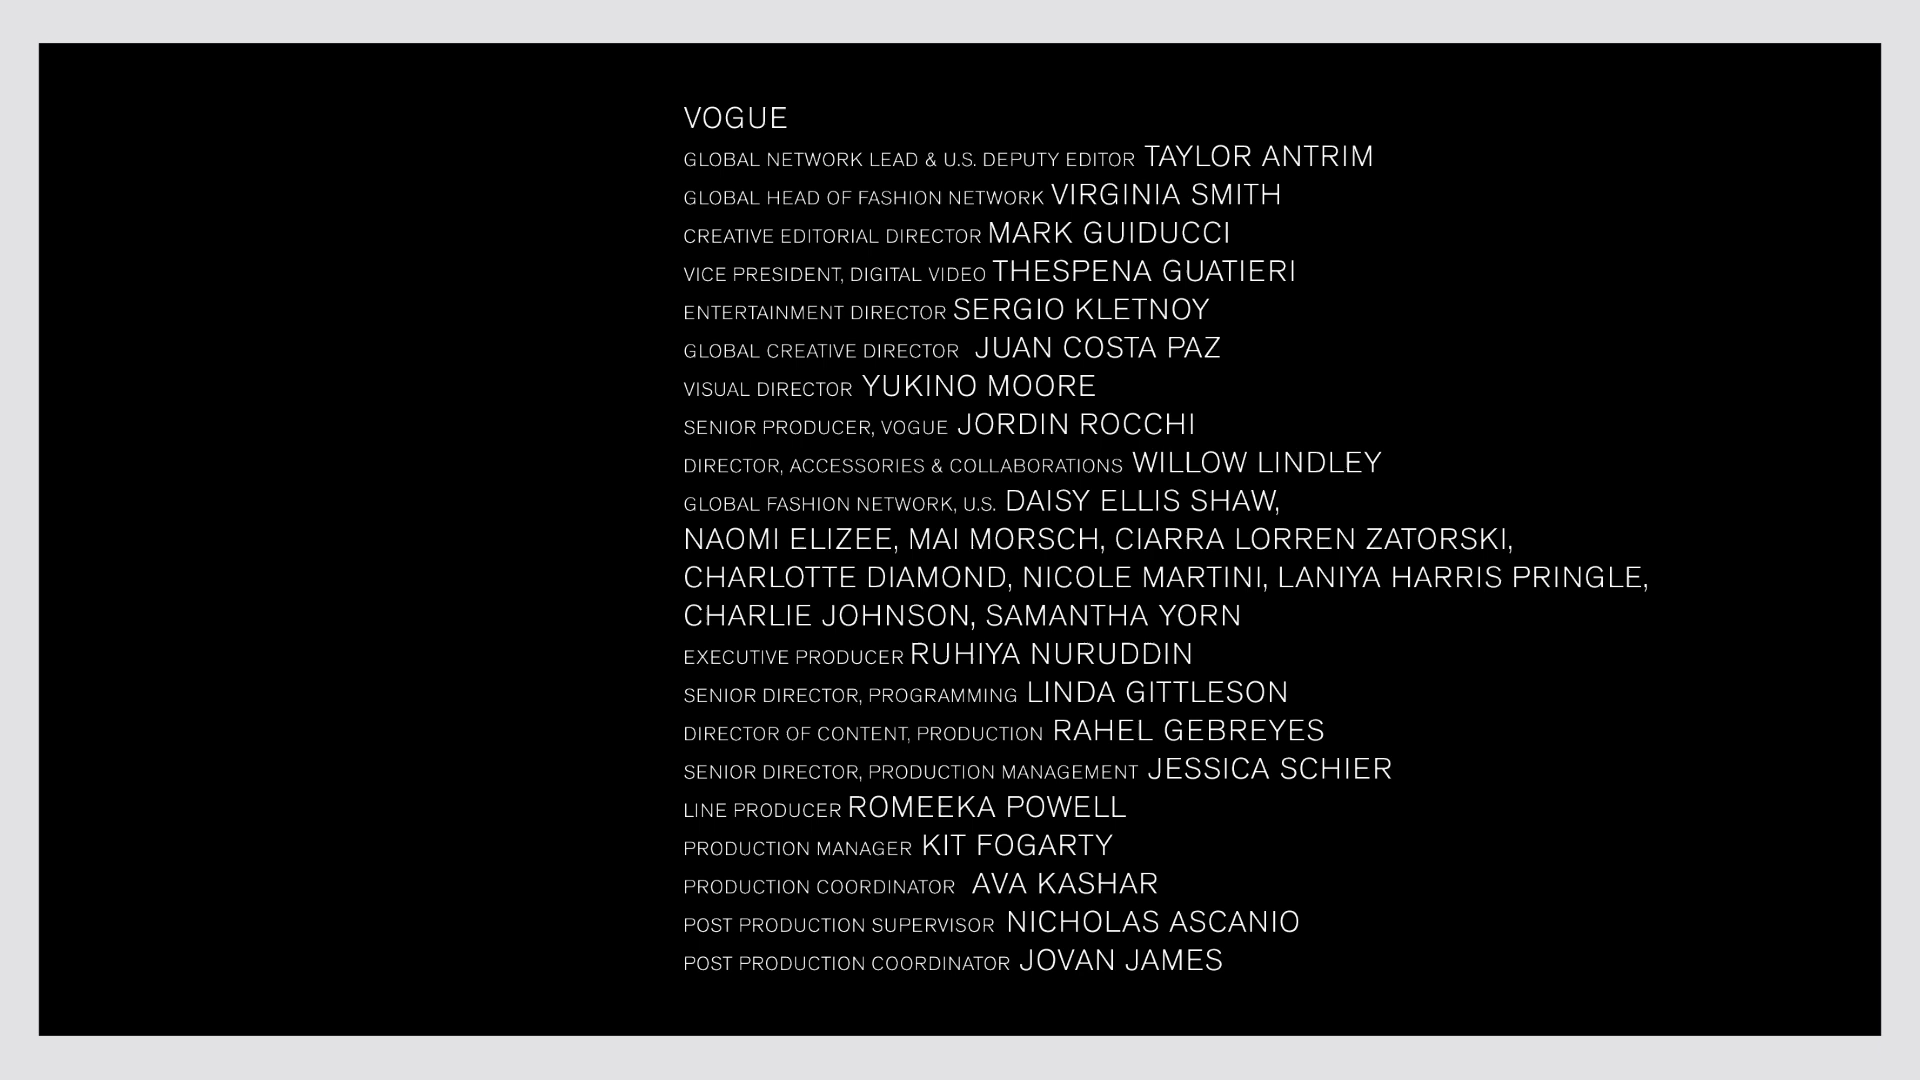 VOGUE
GLOBAL NETWORK LEAD & U.S. DEPUTY EDITOR TAYLOR ANTRIM
GLOBAL HEAD OF FASHION NETWORK VIRGINIA SMITH
CREATIVE EDITORIAL DIRECTOR MARK GUIDUCCI
VICE PRESIDENT, DIGITAL VIDEO THESPENA GUATIERI
ENTERTAINMENT DIRECTOR SERGIO KLETNOY
GLOBAL CREATIVE DIRECTOR JUAN COSTA PAZ
VISUAL DIRECTOR YUKINO MOORE
SENIOR PRODUCER, VOGUE JORDIN ROCCHI
DIRECTOR, ACCESSORIES & COLLABORATIONS WILLOW LINDLEY
GLOBAL FASHION NETWORK, U.S. DAISY ELLIS SHAW,
NAOMI ELIZEE, MAI MORSCH, CIARRA LORREN ZATORSKI,
CHARLOTTE DIAMOND, NICOLE MARTINI, LANIYA HARRIS PRINGLE,
CHARLIE JOHNSON, SAMANTHA YORN
EXECUTIVE PRODUCER RUHIYA NURUDDIN
SENIOR DIRECTOR, PROGRAMMING LINDA GITTLESON
DIRECTOR OF CONTENT, PRODUCTION RAHEL GEBREYES
SENIOR DIRECTOR, PRODUCTION MANAGEMENT JESSICA SCHIER
LINE PRODUCER ROMEEKA POWELL
PRODUCTION MANAGER KIT FOGARTY
PRODUCTION COORDINATOR AVA KASHAR
POST PRODUCTION SUPERVISOR NICHOLAS ASCANIO
POST PRODUCTION COORDINATOR JOVAN JAMES